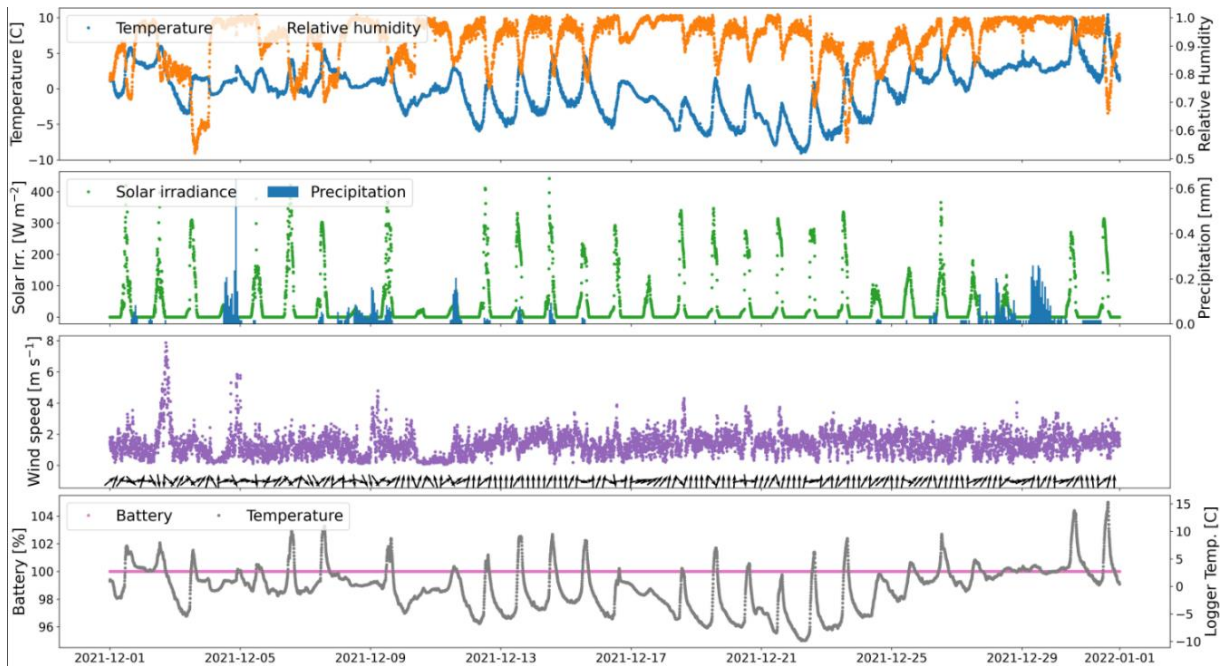 Temperature
Relative humidity
Temperature [C]
10
5
0
−5
−10
1.0
0.9
0.8
0.7
0.6
0.5
Relative Humidity
Solar irradiance
Precipitation
Solar Irr. [W m−2]
400
300
200
100
0
0.6
0.4
0.2
0.0
Precipitation [mm]
Wind speed [m s−1]
8
6
4
2
0
Battery
Temperature
Battery [%]
104
102
100
98
96
15
10
5
0
−5
−10
Logger Temp. [C]
2021-12-01 2021-12-05 2021-12-09 2021-12-13 2021-12-17 2021-12-21 2021-12-25 2021-12-29 2022-01-01